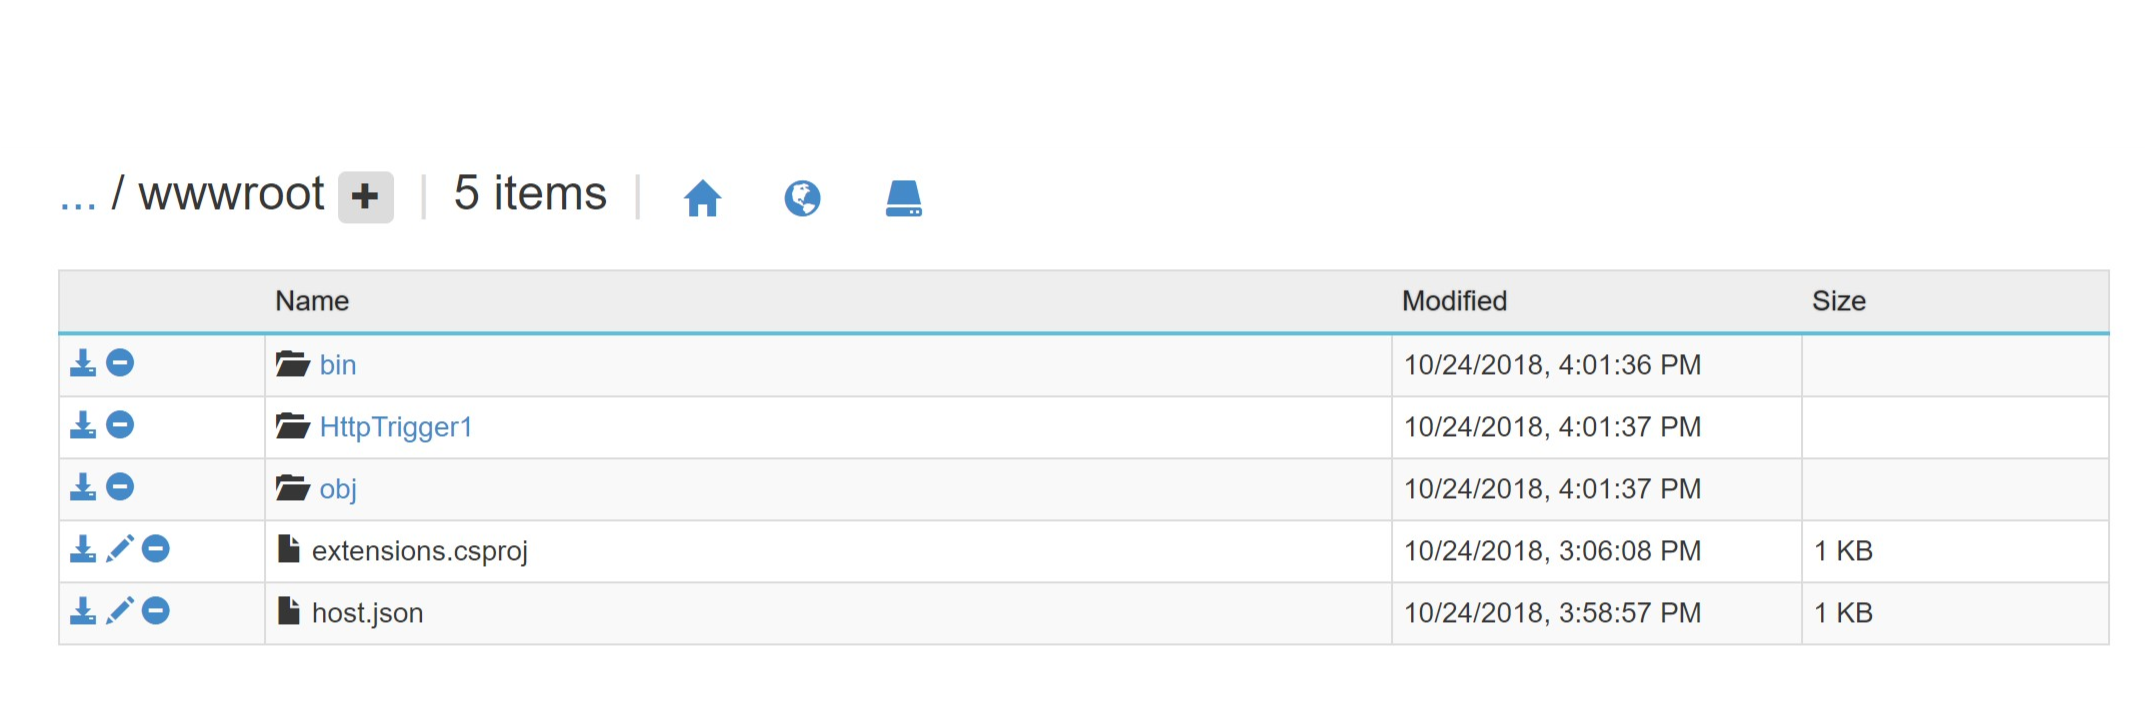 ... / wwwroot + | 5 items |
Name Modified Size
bin 10/24/2018, 4:01:36 PM
HttpTrigger1 10/24/2018, 4:01:37 PM
obj 10/24/2018, 4:01:37 PM
extensions.csproj 10/24/2018, 3:06:08 PM 1 KB
host.json 10/24/2018, 3:58:57 PM 1 KB